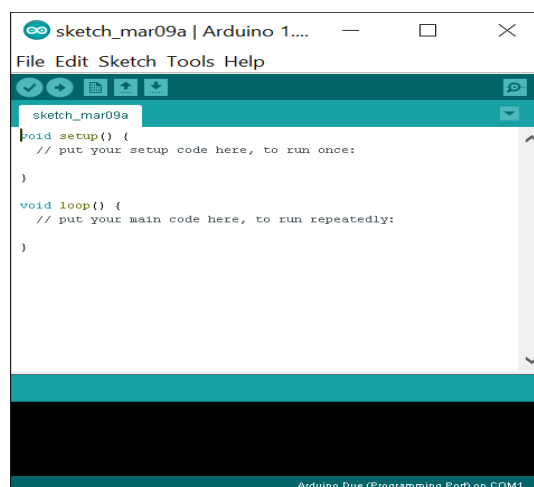 sketch_mar09a | Arduino 1....
File Edit Sketch Tools Help
sketch_mar09a
void setup() {
// put your setup code here, to run once:
}
void loop() {
// put your main code here, to run repeatedly:
}
Arduino Due (Programming Port) on COM1